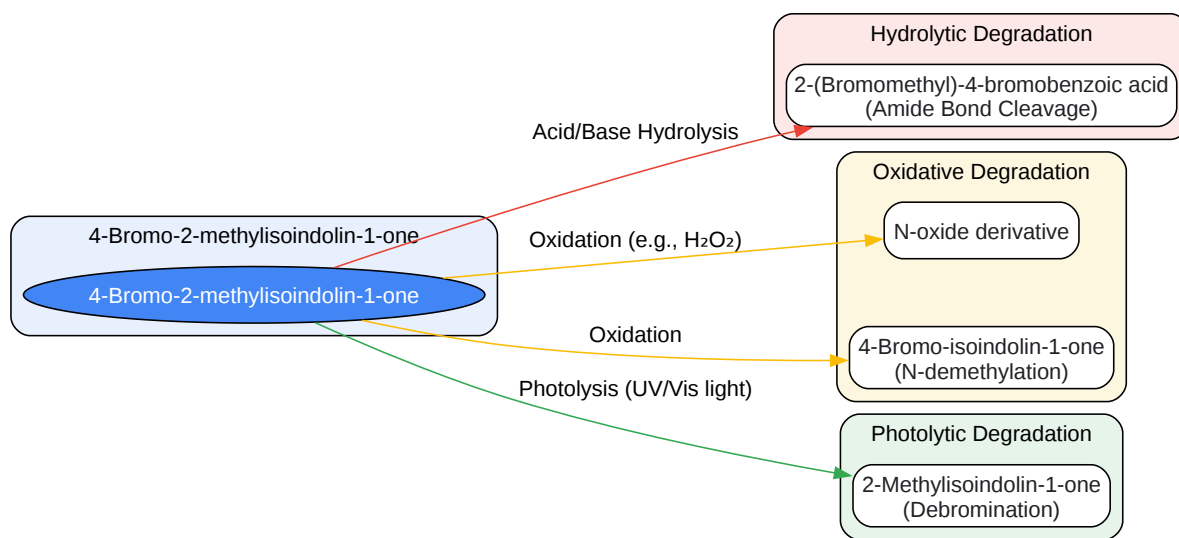 Hydrolytic Degradation
2-(Bromomethyl)-4-bromobenzoic acid
(Amide Bond Cleavage)
Acid/Base Hydrolysis
Oxidative Degradation
N-oxide derivative
4-Bromo-2-methylisoindolin-1-one
Oxidation (e.g., H₂O₂)
4-Bromo-2-methylisoindolin-1-one
Oxidation
4-Bromo-isoindolin-1-one
(N-demethylation)
Photolysis (UV/Vis light)
Photolytic Degradation
2-Methylisoindolin-1-one
(Debromination)